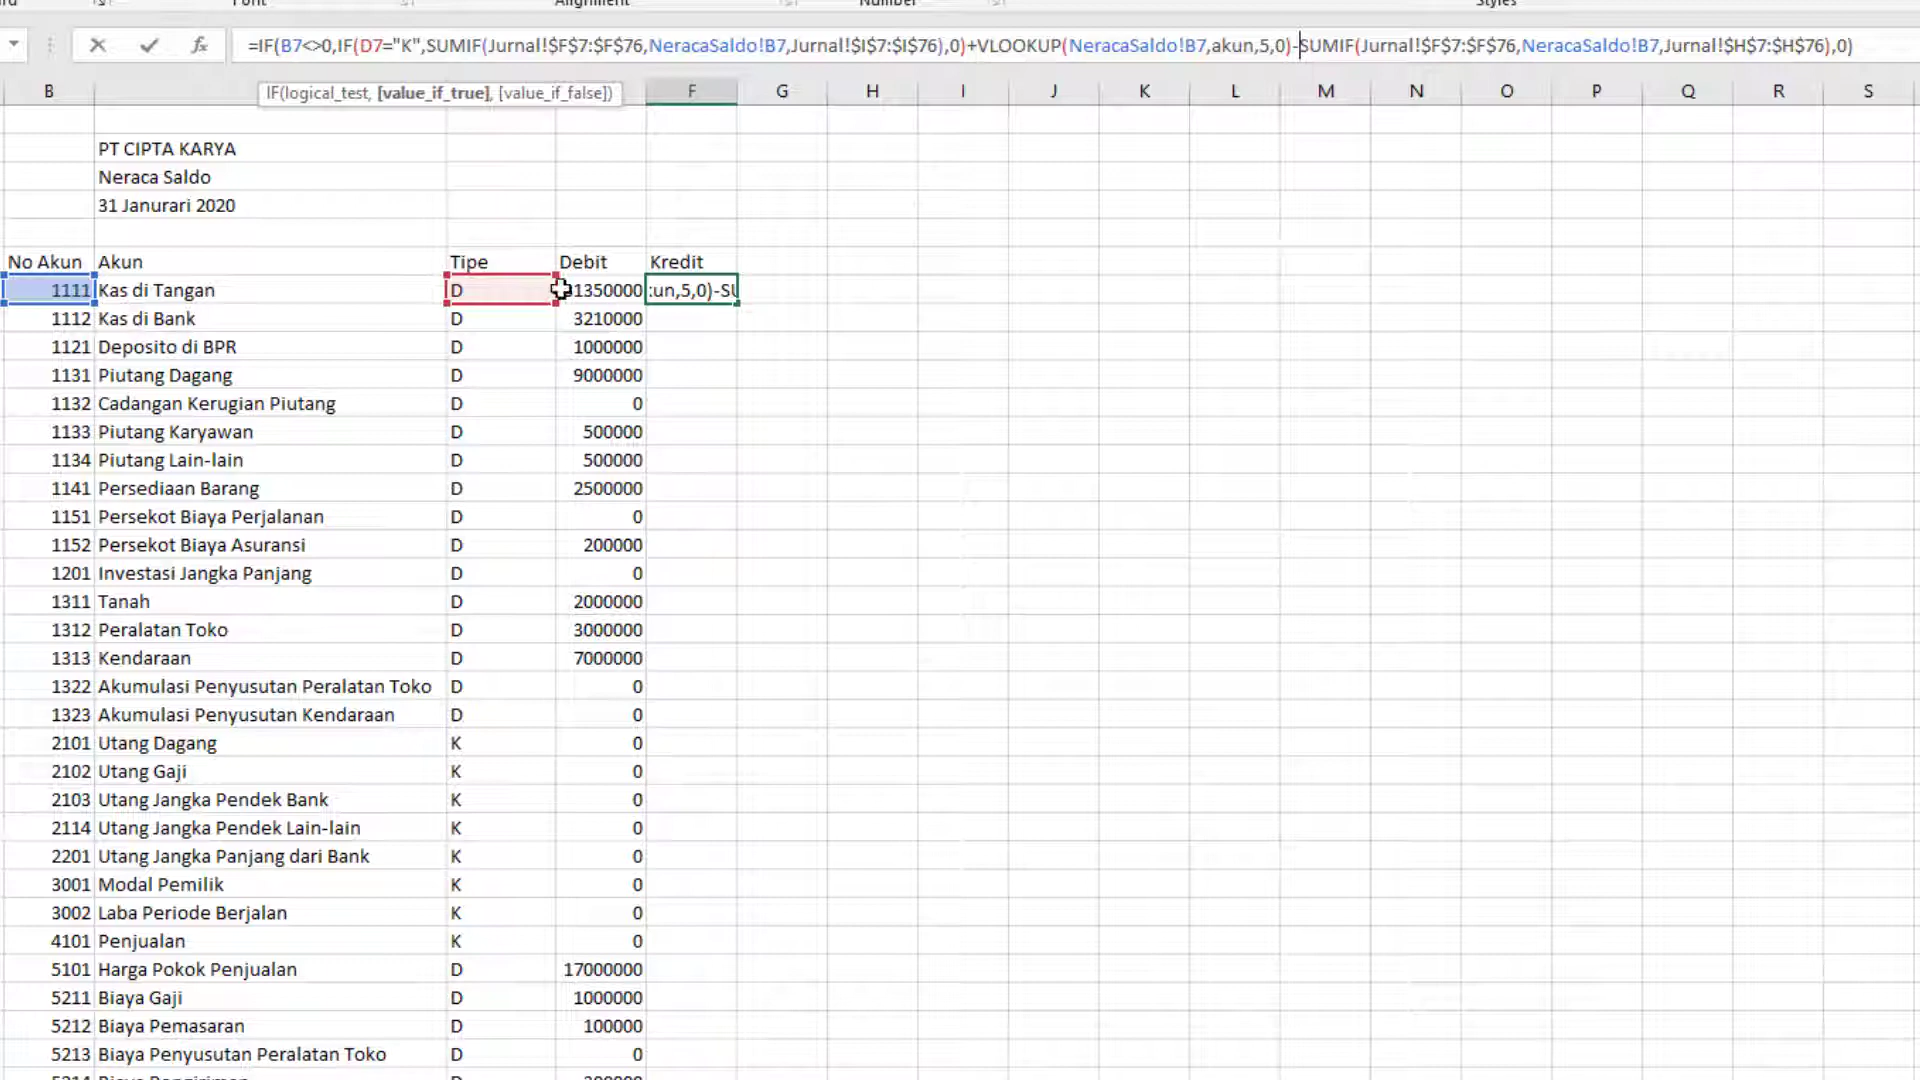 Font Alignment Number Styles
=IF(B7<>0,IF(D7="K",SUMIF(Jurnal!$F$7:$F$76,NeracaSaldo!B7,Jurnal!$I$7:$I$76),0)+VLOOKUP(NeracaSaldo!B7,akun,5,0)-SUMIF(Jurnal!$F$7:$F$76,NeracaSaldo!B7,Jurnal!$H$7:$H$76),0)
IF(logical_test, [value_if_true], [value_if_false])
B F G H I J K L M N O P Q R S
PT CIPTA KARYA
Neraca Saldo
31 Janurari 2020
No Akun Akun Tipe Debit Kredit
1111 Kas di Tangan D 1350000 :un,5,0)-SU
1112 Kas di Bank D 3210000
1121 Deposito di BPR D 1000000
1131 Piutang Dagang D 9000000
1132 Cadangan Kerugian Piutang D 0
1133 Piutang Karyawan D 500000
1134 Piutang Lain-lain D 500000
1141 Persediaan Barang D 2500000
1151 Persekot Biaya Perjalanan D 0
1152 Persekot Biaya Asuransi D 200000
1201 Investasi Jangka Panjang D 0
1311 Tanah D 2000000
1312 Peralatan Toko D 3000000
1313 Kendaraan D 7000000
1322 Akumulasi Penyusutan Peralatan Toko D 0
1323 Akumulasi Penyusutan Kendaraan D 0
2101 Utang Dagang K 0
2102 Utang Gaji K 0
2103 Utang Jangka Pendek Bank K 0
2114 Utang Jangka Pendek Lain-lain K 0
2201 Utang Jangka Panjang dari Bank K 0
3001 Modal Pemilik K 0
3002 Laba Periode Berjalan K 0
4101 Penjualan K 0
5101 Harga Pokok Penjualan D 17000000
5211 Biaya Gaji D 1000000
5212 Biaya Pemasaran D 100000
5213 Biaya Penyusutan Peralatan Toko D 0